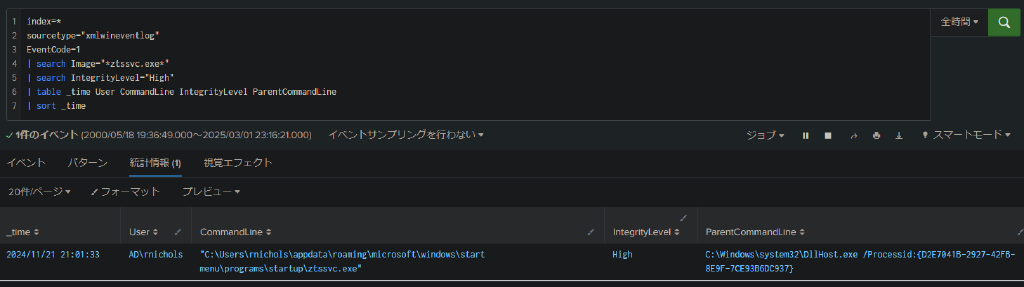 1 index=*
2 sourcetype="xmlwineventlog"
3 EventCode=1
4 | search Image="*ztssvc.exe*"
5 | search IntegrityLevel="High"
6 | table _time User CommandLine IntegrityLevel ParentCommandLine
7 | sort _time
全時間
1件のイベント (2000/05/18 19:36:49.000～2025/03/01 23:16:21.000) イベントサンプリングを行わない ジョブ スマートモード
イベント パターン 統計情報 (1) 視覚エフェクト
20件/ページ フォーマット プレビュー
_time User CommandLine IntegrityLevel ParentCommandLine
2024/11/21 21:01:33 AD\rnichols "C:\Users\rnichols\appdata\roaming\microsoft\windows\start High C:\Windows\system32\DllHost.exe /Processid:{D2E7041B-2927-42FB-
menu\programs\startup\ztssvc.exe" 8E9F-7CE93B6DC937}